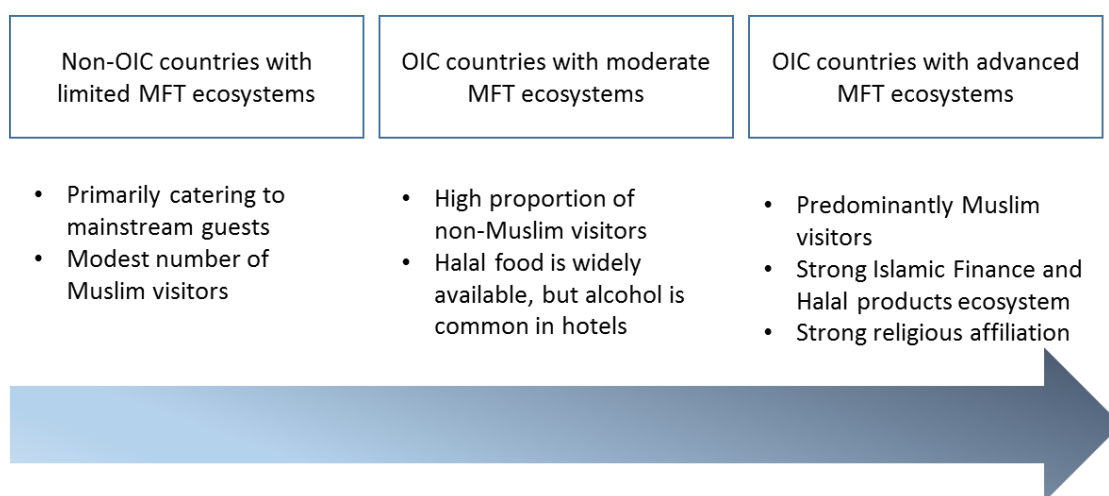 Non-OIC countries with
limited MFT ecosystems
OIC countries with moderate
MFT ecosystems
OIC countries with advanced
MFT ecosystems
• Primarily catering to
mainstream guests
• Modest number of
Muslim visitors
• High proportion of
non-Muslim visitors
• Halal food is widely
available, but alcohol is
common in hotels
• Predominantly Muslim
visitors
• Strong Islamic Finance and
Halal products ecosystem
• Strong religious affiliation